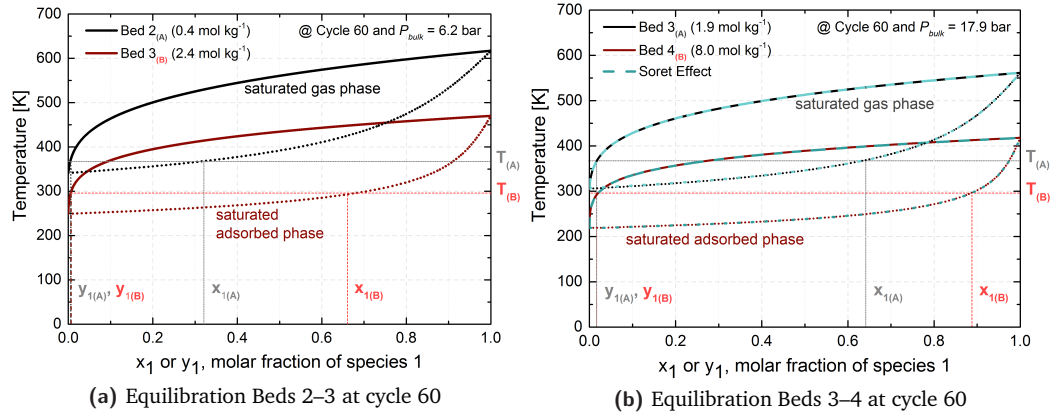 Bed 2(A) (0.4 mol kg⁻¹)
@ Cycle 60 and P_bulk = 6.2 bar
Bed 3(B) (2.4 mol kg⁻¹)
saturated gas phase
T(A)
T(B)
saturated
adsorbed phase
y1(A), y1(B)
x1(A)
x1(B)
Temperature [K]
700
600
500
400
300
200
100
0
0.0 0.2 0.4 0.6 0.8 1.0
x1 or y1, molar fraction of species 1
(a) Equilibration Beds 2–3 at cycle 60
Bed 3(A) (1.9 mol kg⁻¹)
@ Cycle 60 and P_bulk = 17.9 bar
Bed 4(B) (8.0 mol kg⁻¹)
Soret Effect
saturated gas phase
T(A)
T(B)
saturated adsorbed phase
y1(A), y1(B)
x1(A)
x1(B)
Temperature [K]
700
600
500
400
300
200
100
0
0.0 0.2 0.4 0.6 0.8 1.0
x1 or y1, molar fraction of species 1
(b) Equilibration Beds 3–4 at cycle 60